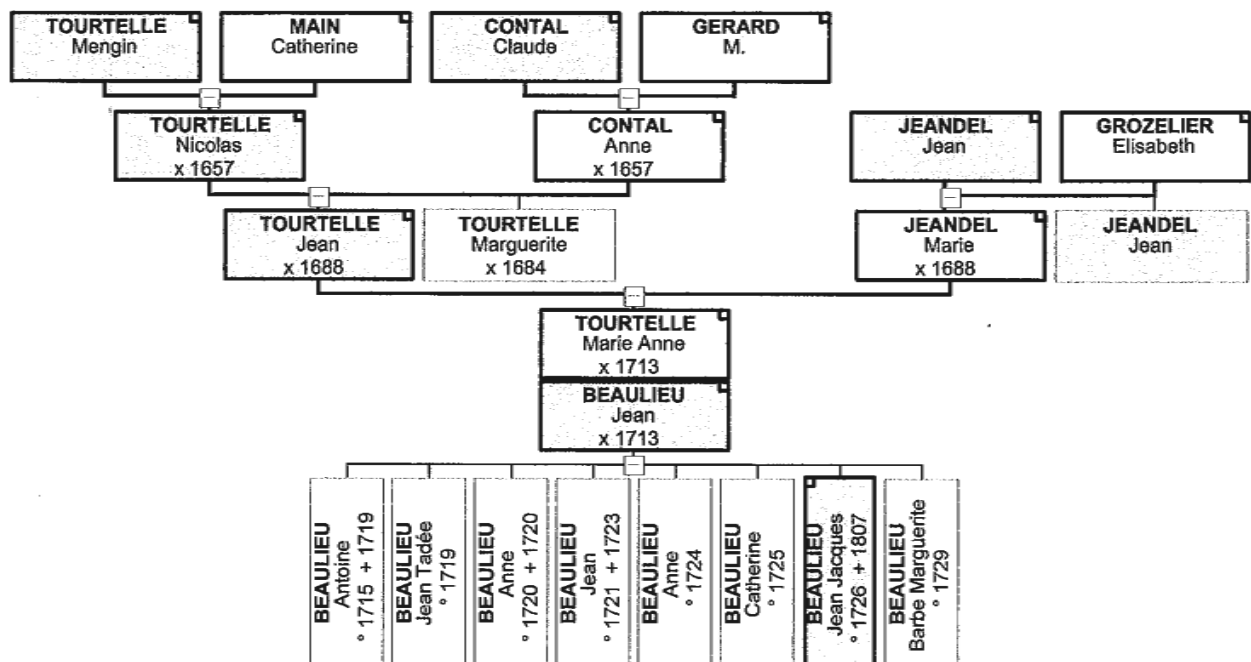 TOURTELLE
Mengin
MAIN
Catherine
CONTAL
Claude
GERARD
M.
TOURTELLE
Nicolas
x 1657
CONTAL
Anne
x 1657
JEANDEL
Jean
GROZELIER
Elisabeth
TOURTELLE
Jean
x 1688
TOURTELLE
Marguerite
x 1684
JEANDEL
Marie
x 1688
JEANDEL
Jean
TOURTELLE
Marie Anne
x 1713
BEAULIEU
Jean
x 1713
BEAULIEU
Antoine
° 1715 + 1719
BEAULIEU
Jean Tadée
° 1719
BEAULIEU
Anne
° 1720 + 1720
BEAULIEU
Jean
° 1721 + 1723
BEAULIEU
Anne
° 1724
BEAULIEU
Catherine
° 1725
BEAULIEU
Jean Jacques
° 1726 + 1807
BEAULIEU
Barbe Marguerite
° 1729